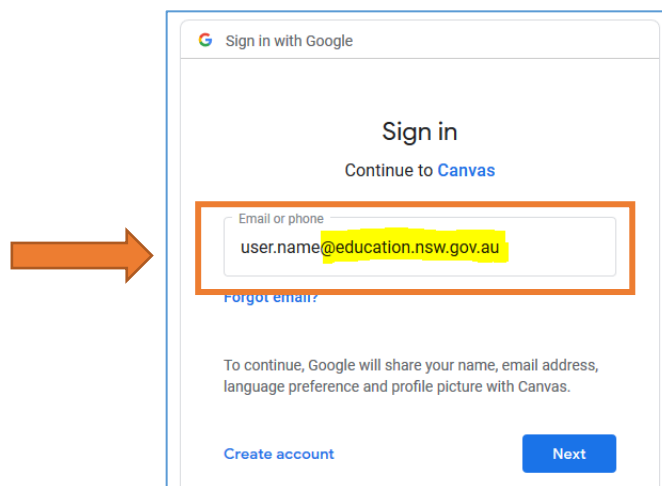 Sign in with Google
Sign in
Continue to Canvas
Email or phone
user.name@education.nsw.gov.au
Forgot email?
To continue, Google will share your name, email address,
language preference and profile picture with Canvas.
Create account
Next